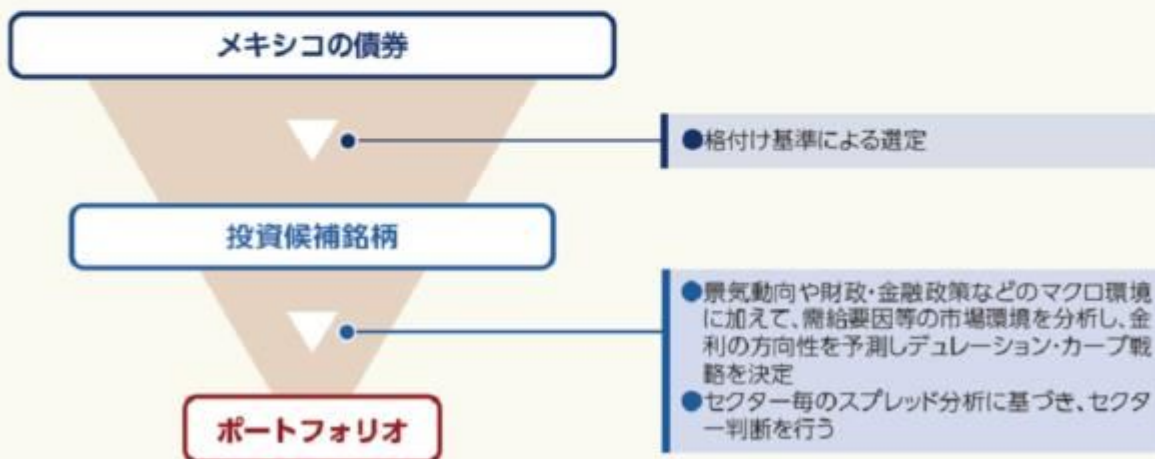 メキシコの債券
●格付け基準による選定
投資候補銘柄
●景気動向や財政・金融政策などのマクロ環境
に加えて、需給要因等の市場環境を分析し、金
利の方向性を予測しデュレーション・カーブ戦
略を決定
●セクター毎のスプレッド分析に基づき、セクタ
ー判断を行う
ポートフォリオ